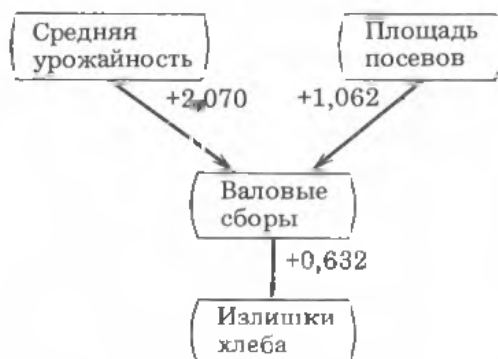 Средняя
урожайность
Площадь
посевов
+2,070
+1,062
Валовые
сборы
+0,632
Излишки
хлеба